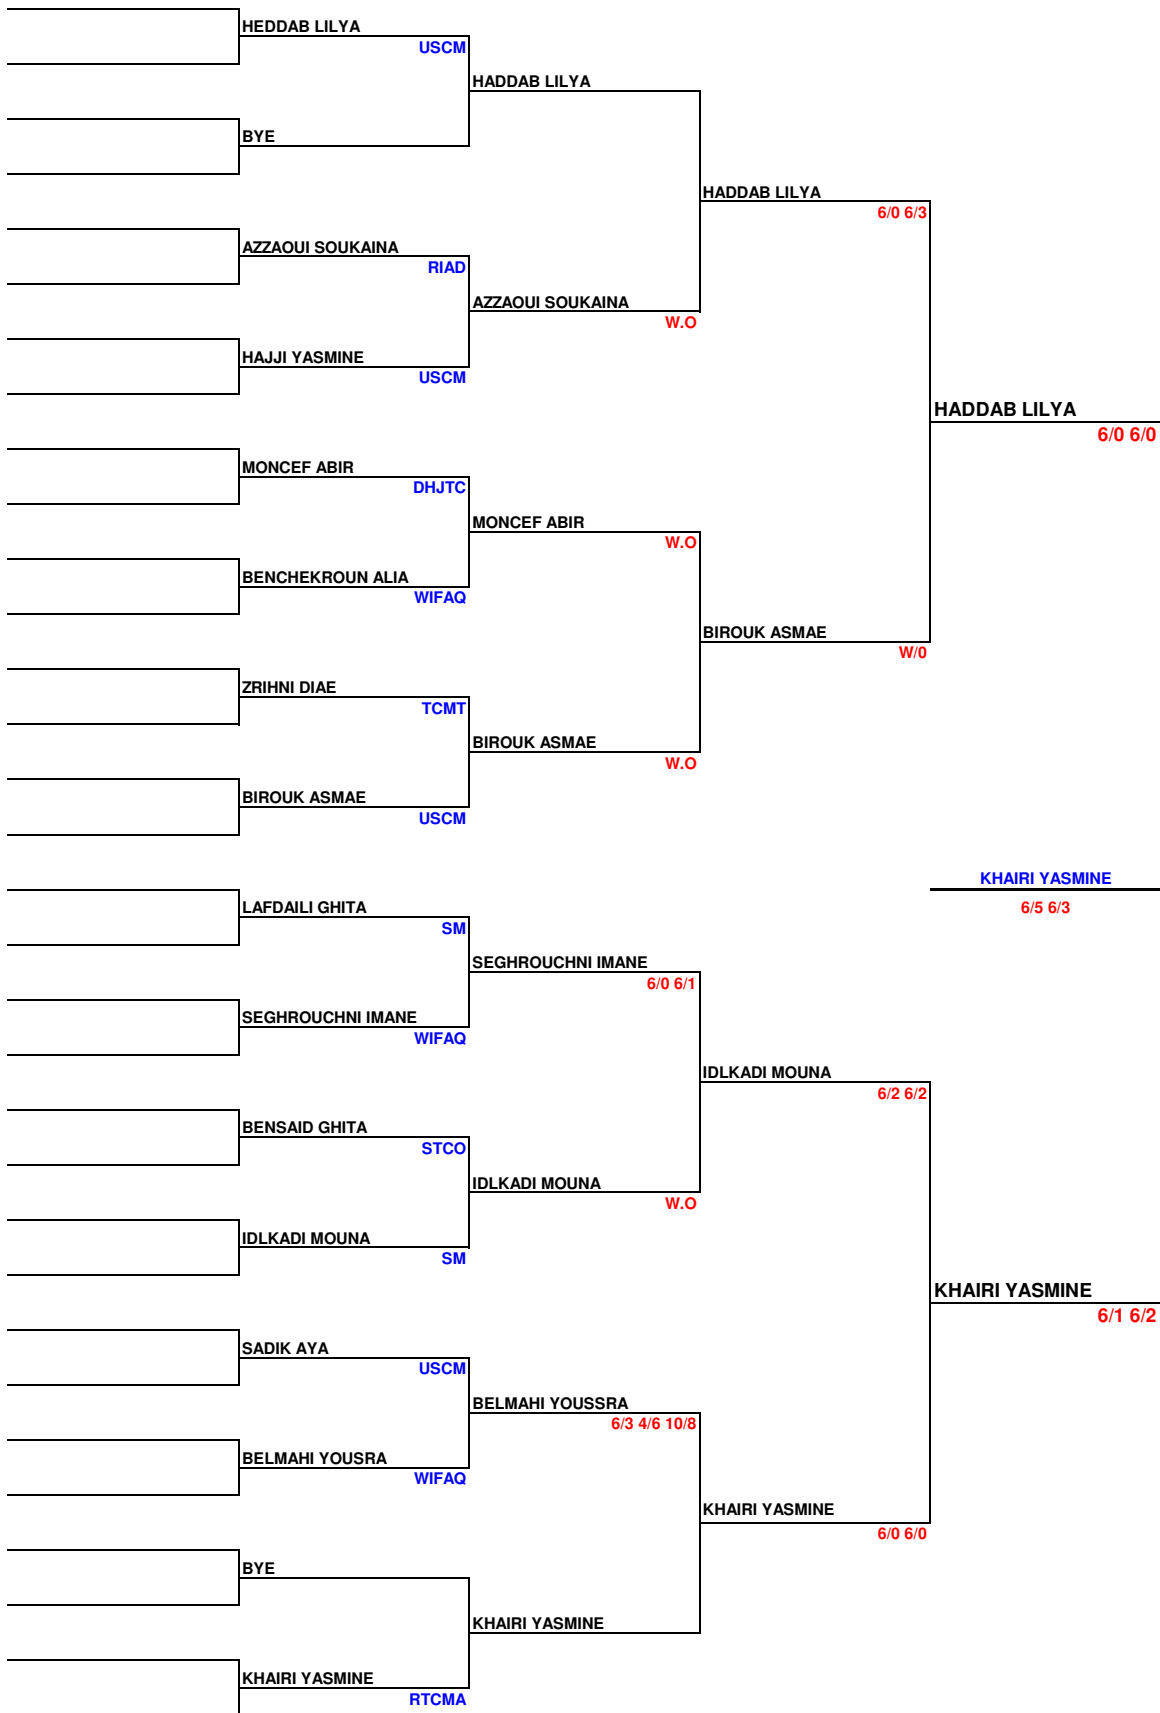 HEDDAB LILYA
USCM
HADDAB LILYA
BYE
HADDAB LILYA
6/0 6/3
AZZAOUI SOUKAINA
RIAD
AZZAOUI SOUKAINA
W.O
HAJJI YASMINE
USCM
HADDAB LILYA
6/0 6/0
MONCEF ABIR
DHJTC
MONCEF ABIR
W.O
BENCHEKROUN ALIA
WIFAQ
BIROUK ASMAE
W/0
ZRIHNI DIAE
TCMT
BIROUK ASMAE
W.O
BIROUK ASMAE
USCM
KHAIRI YASMINE
6/5 6/3
LAFDAILI GHITA
SM
SEGHROUCHNI IMANE
6/0 6/1
SEGHROUCHNI IMANE
WIFAQ
IDLKADI MOUNA
6/2 6/2
BENSAID GHITA
STCO
IDLKADI MOUNA
W.O
IDLKADI MOUNA
SM
KHAIRI YASMINE
6/1 6/2
SADIK AYA
USCM
BELMAHI YOUSSRA
6/3 4/6 10/8
BELMAHI YOUSRA
WIFAQ
KHAIRI YASMINE
6/0 6/0
BYE
KHAIRI YASMINE
KHAIRI YASMINE
RTCMA